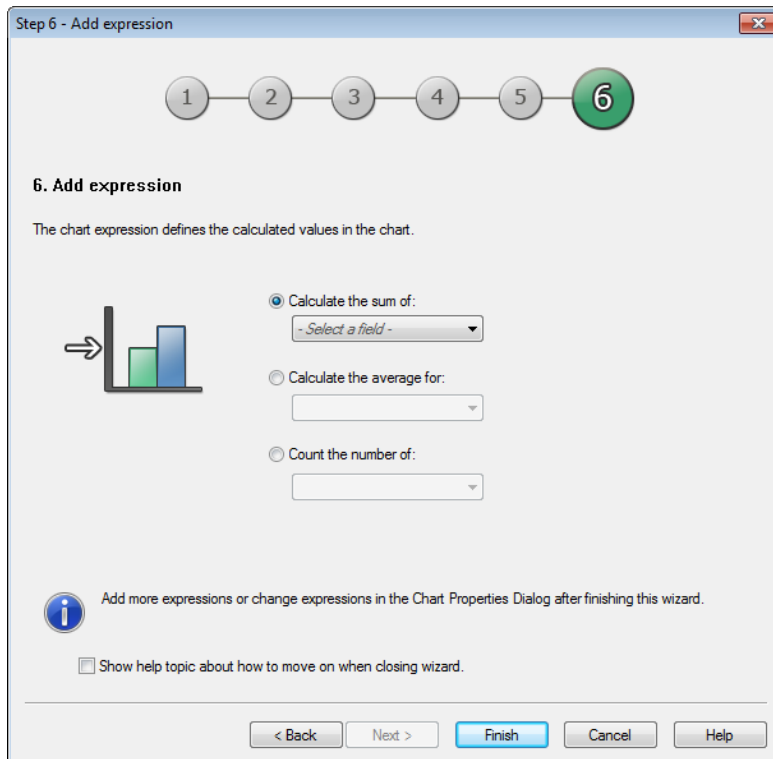 Step 6 - Add expression
1 2 3 4 5 6
6. Add expression
The chart expression defines the calculated values in the chart.
Calculate the sum of:
- Select a field -
Calculate the average for:
Count the number of:
i
Add more expressions or change expressions in the Chart Properties Dialog after finishing this wizard.
Show help topic about how to move on when closing wizard.
< Back Next > Finish Cancel Help